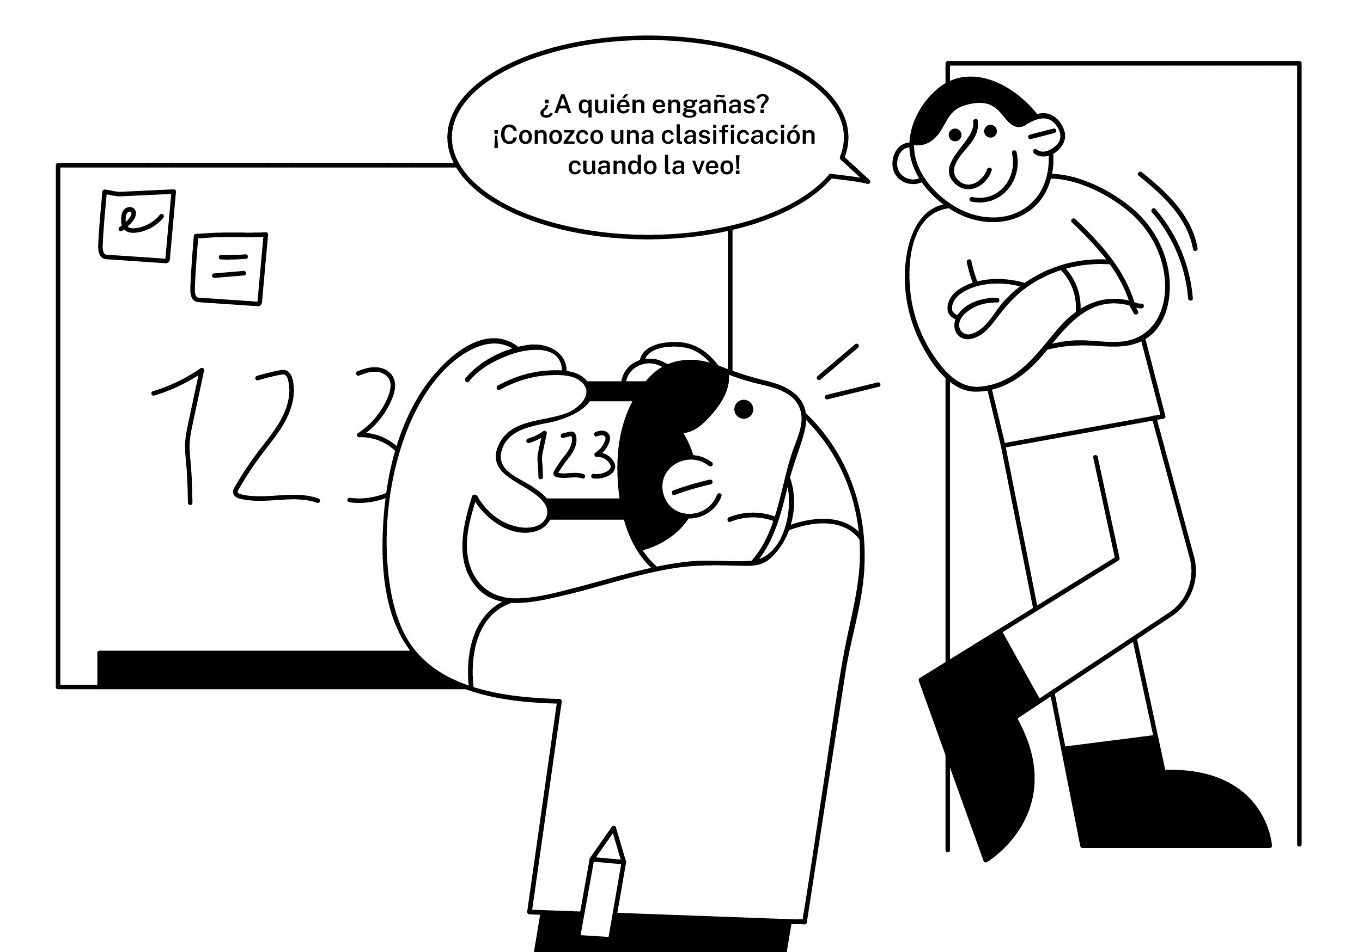 ¿A quién engañas?
¡Conozco una clasificación
cuando la veo!
e
=
123
123